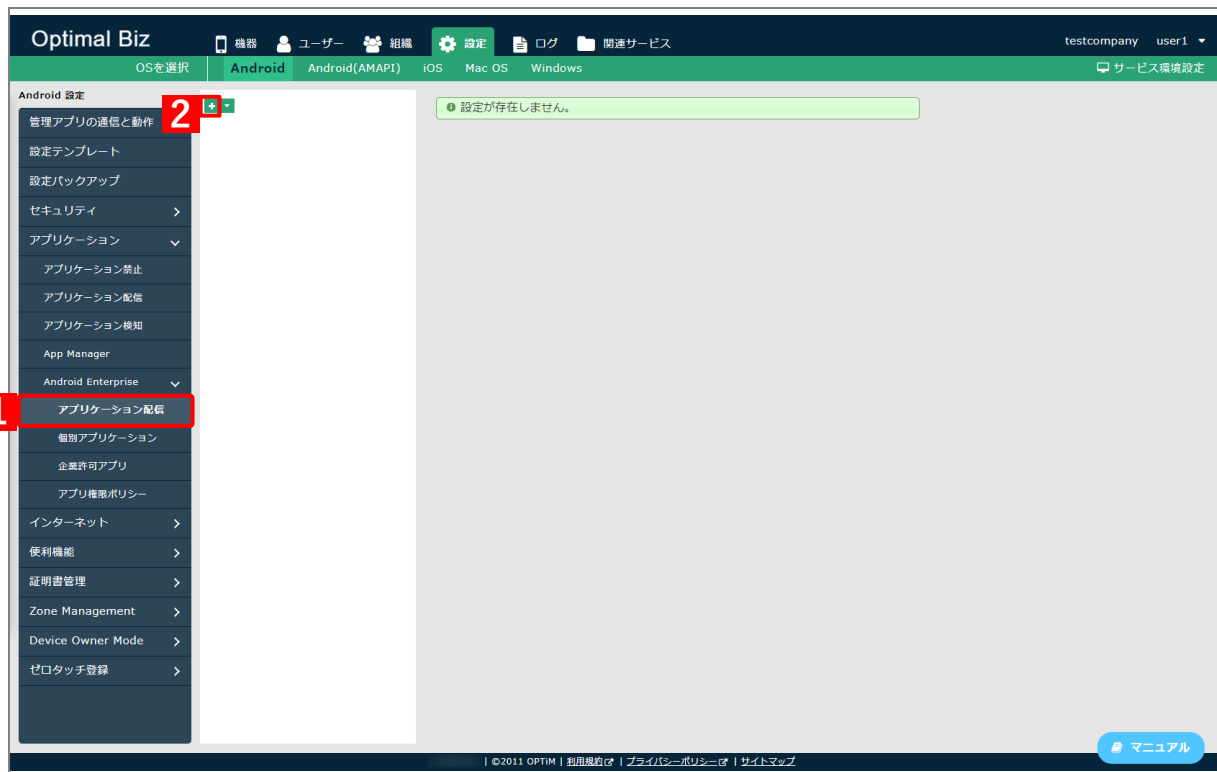 Optimal Biz 機器 ユーザー 組織 設定 ログ 関連サービス testcompany user1
OSを選択 Android Android(AMAPI) iOS Mac OS Windows サービス環境設定
Android 設定
管理アプリの通信と動作
2
設定が存在しません。
設定テンプレート
設定バックアップ
セキュリティ
アプリケーション
アプリケーション禁止
アプリケーション配信
アプリケーション検知
App Manager
Android Enterprise
1
アプリケーション配信
個別アプリケーション
企業許可アプリ
アプリ権限ポリシー
インターネット
便利機能
証明書管理
Zone Management
Device Owner Mode
ゼロタッチ登録
マニュアル
| ©2011 OPTiM | 利用規約 | プライバシーポリシー | サイトマップ